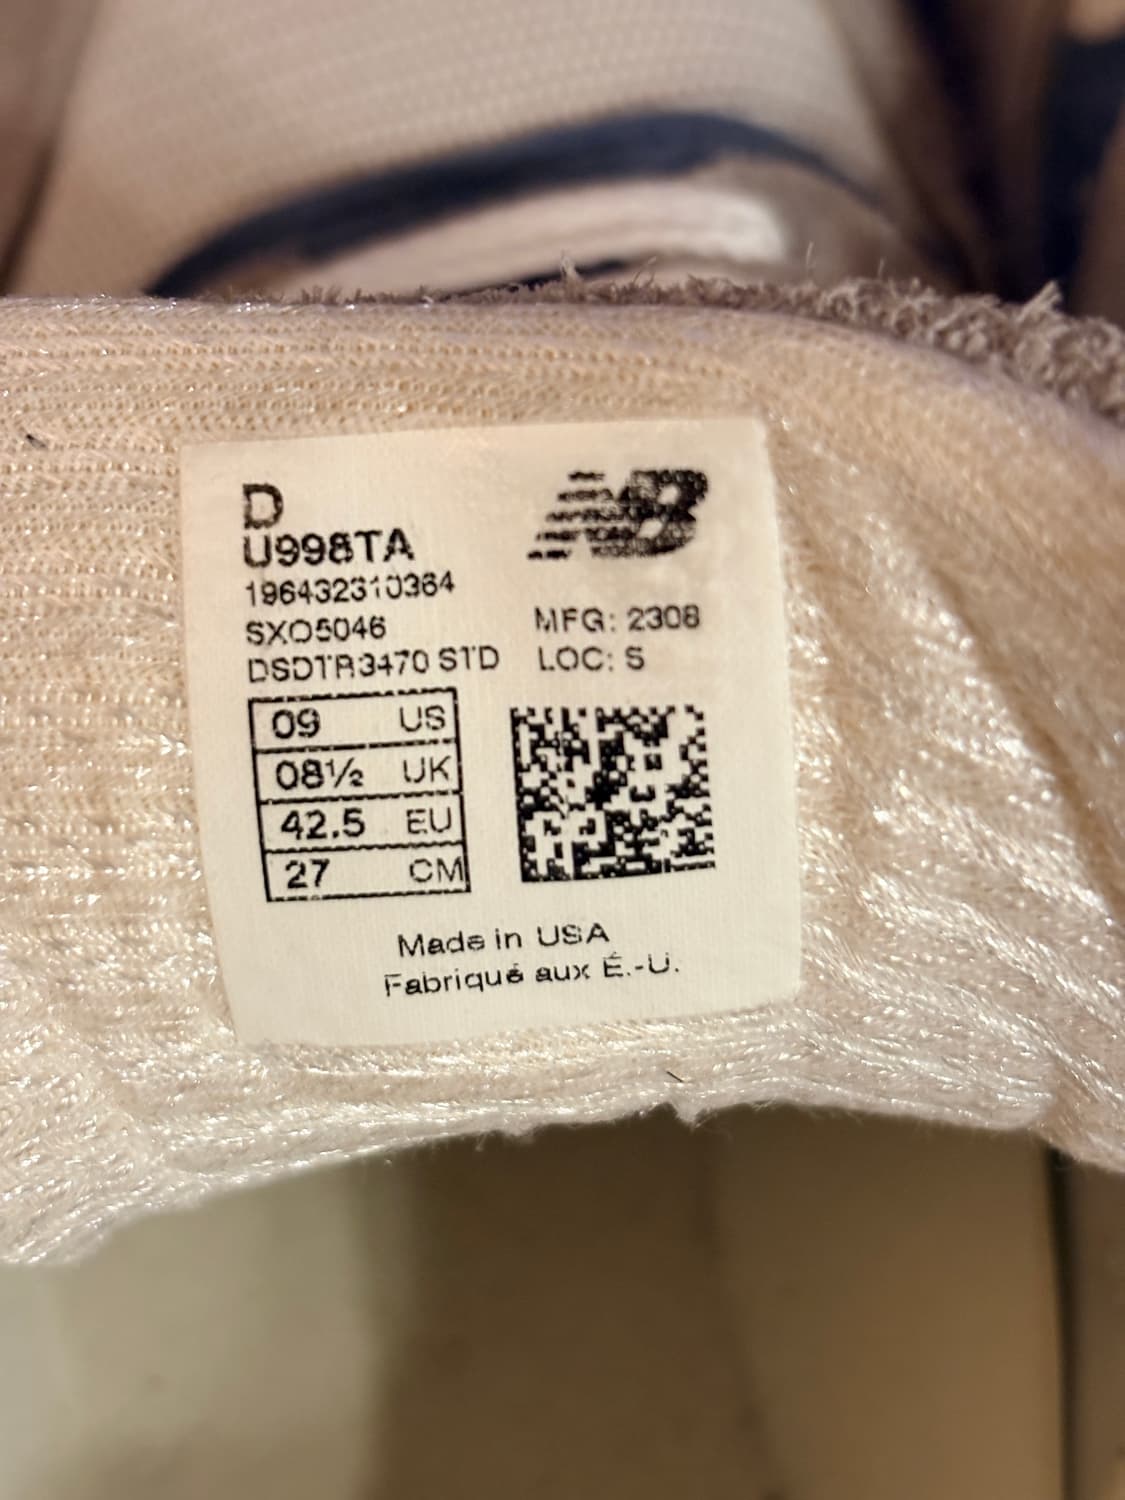 D
U998TA
196432310364
SXO5046
DSDTR3470 STD
NB
MFG: 2308
LOC: S
09 US
08½ UK
42.5 EU
27 CM
Made in USA
Fabriqué aux É.-U.